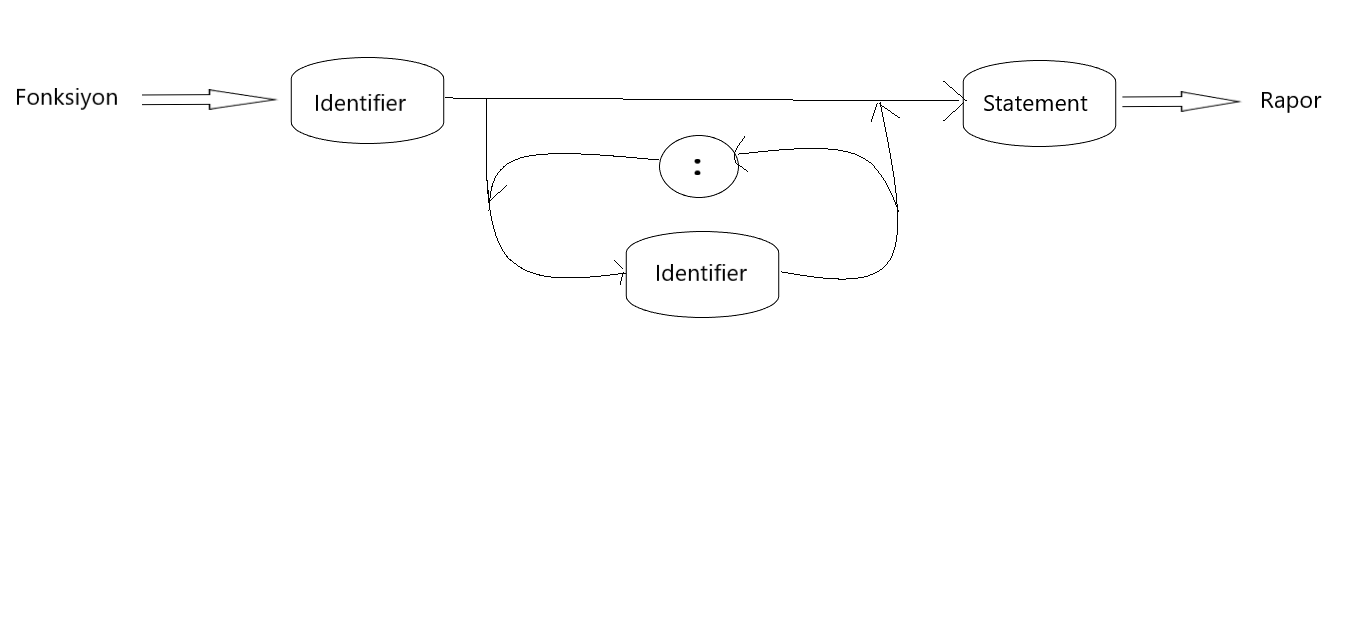 Fonksiyon
Identifier
Statement
Rapor
:
Identifier